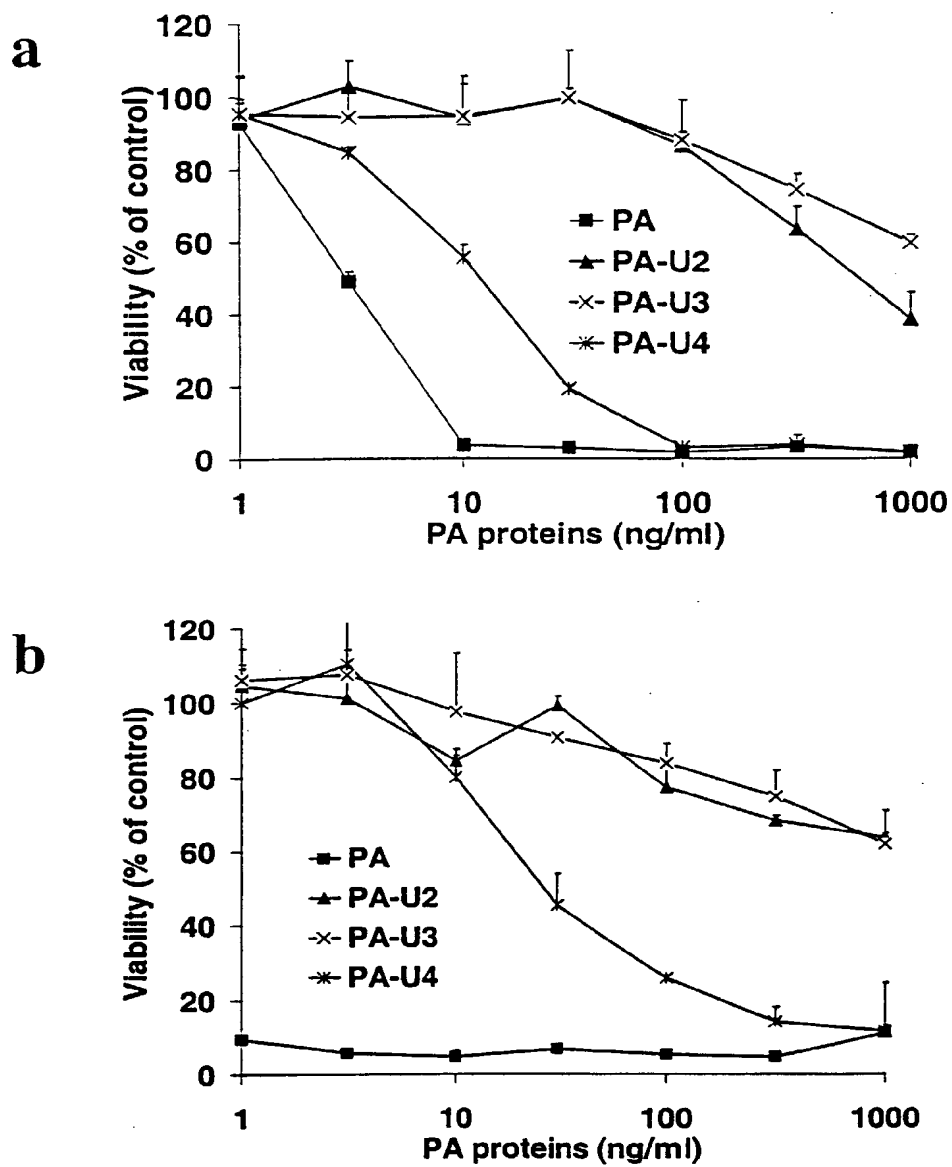 a
120
100
80
60
40
20
0
Viability (% of control)
PA
PA-U2
PA-U3
PA-U4
1
10
100
1000
PA proteins (ng/ml)
b
120
100
80
60
40
20
0
Viability (% of control)
PA
PA-U2
PA-U3
PA-U4
1
10
100
1000
PA proteins (ng/ml)